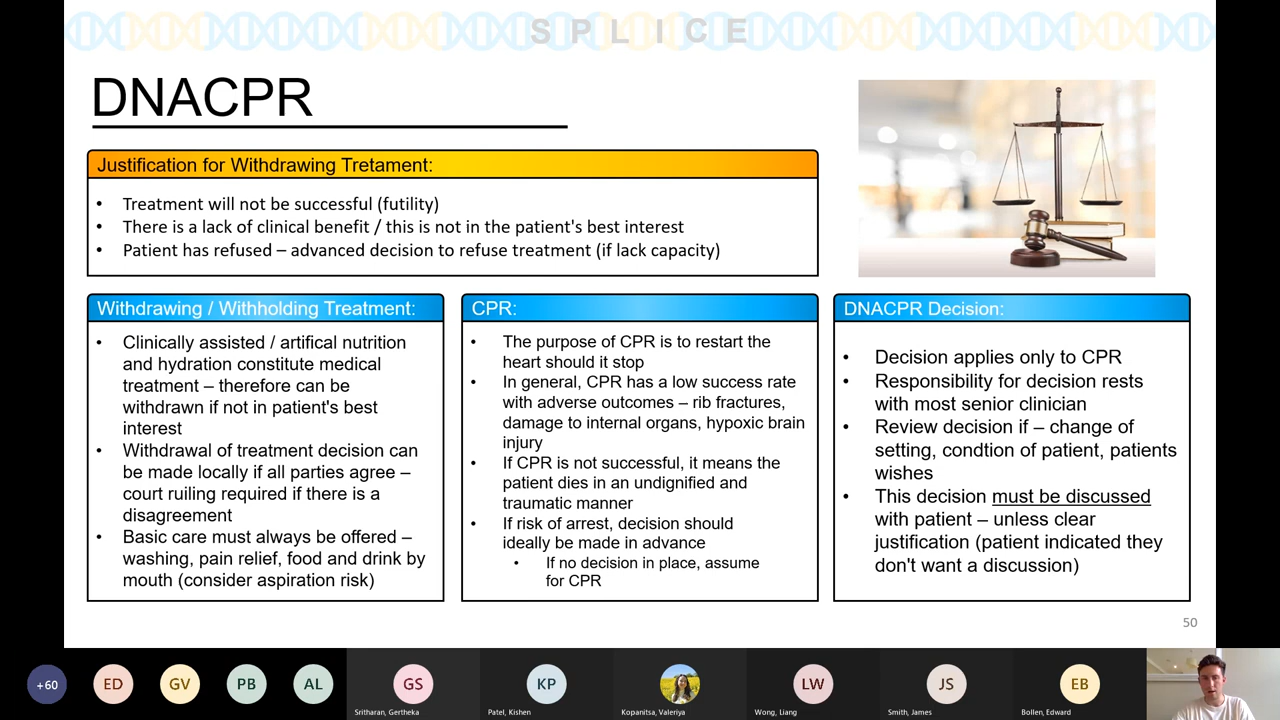 S P L I C E
DNACPR
Justification for Withdrawing Tretament:
• Treatment will not be successful (futility)
• There is a lack of clinical benefit / this is not in the patient's best interest
• Patient has refused – advanced decision to refuse treatment (if lack capacity)
Withdrawing / Withholding Treatment:
• Clinically assisted / artifical nutrition
and hydration constitute medical
treatment – therefore can be
withdrawn if not in patient's best
interest
• Withdrawal of treatment decision can
be made locally if all parties agree –
court ruiling required if there is a
disagreement
• Basic care must always be offered –
washing, pain relief, food and drink by
mouth (consider aspiration risk)
CPR:
• The purpose of CPR is to restart the
heart should it stop
• In general, CPR has a low success rate
with adverse outcomes – rib fractures,
damage to internal organs, hypoxic brain
injury
• If CPR is not successful, it means the
patient dies in an undignified and
traumatic manner
• If risk of arrest, decision should
ideally be made in advance
• If no decision in place, assume
for CPR
DNACPR Decision:
• Decision applies only to CPR
• Responsibility for decision rests
with most senior clinician
• Review decision if – change of
setting, condtion of patient, patients
wishes
• This decision must be discussed
with patient – unless clear
justification (patient indicated they
don't want a discussion)
50
+60
ED
GV
PB
AL
GS
Sritharan, Gertheka
KP
Patel, Kishen
Kopanitsa, Valeriya
LW
Wong, Liang
JS
Smith, James
EB
Bollen, Edward